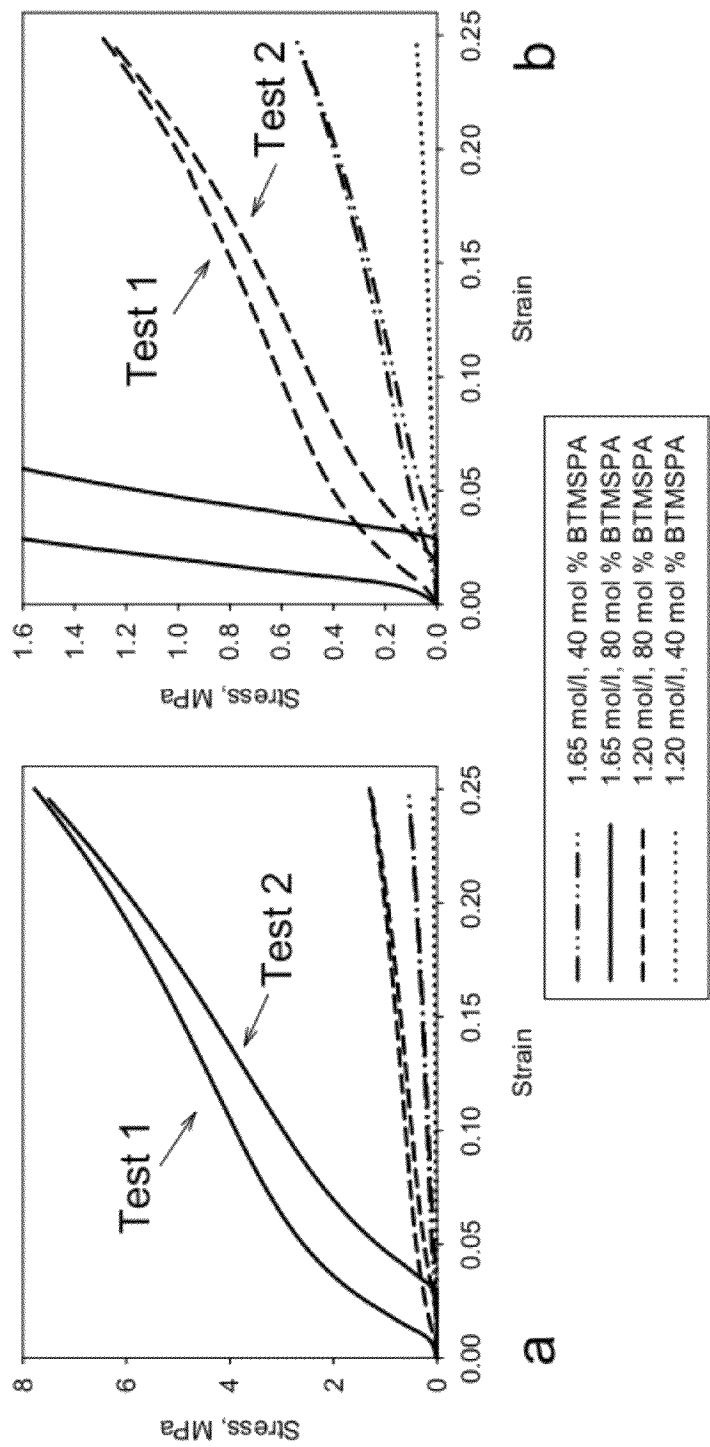 Stress, MPa
8
6
4
2
0
0.00
0.05
0.10
0.15
0.20
0.25
Strain
Test 1
Test 2
a
Stress, MPa
1.6
1.4
1.2
1.0
0.8
0.6
0.4
0.2
0.0
0.00
0.05
0.10
0.15
0.20
0.25
Strain
Test 1
Test 2
b
1.65 mol/l, 40 mol % BTMSPA
1.65 mol/l, 80 mol % BTMSPA
1.20 mol/l, 80 mol % BTMSPA
1.20 mol/l, 40 mol % BTMSPA